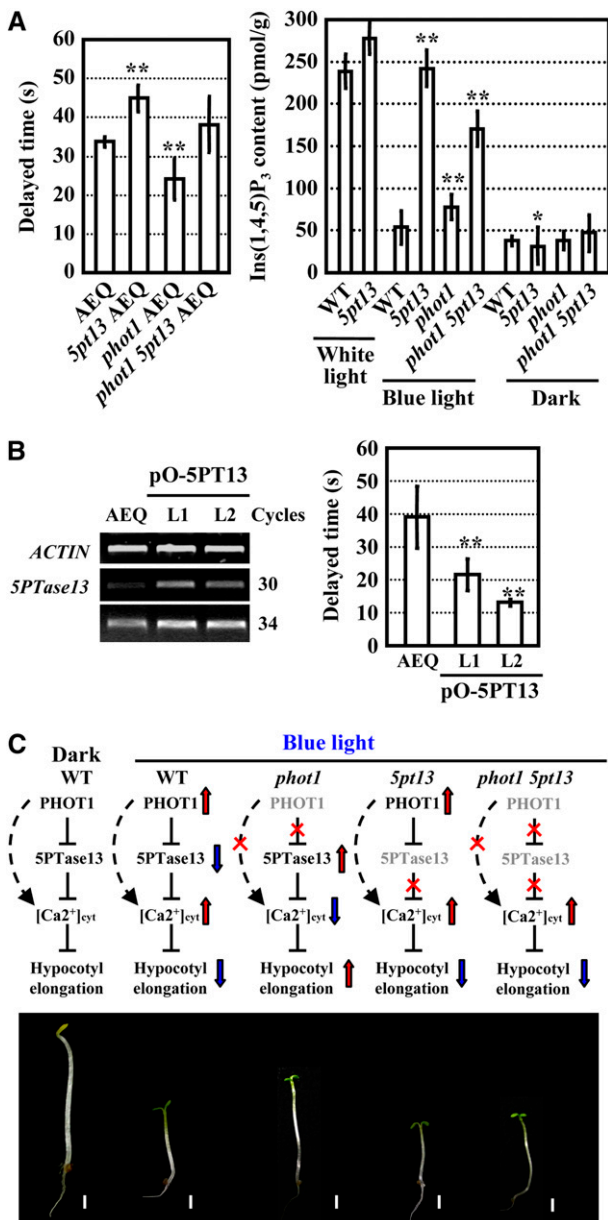 A
Delayed time (s)
60
50
40
30
20
10
0
**
**
AEQ
5pt13 AEQ
phot1 AEQ
phot1 5pt13 AEQ
Ins(1,4,5)P₃ content (pmol/g)
300
250
200
150
100
50
0
**
**
**
*
WT
5pt13
WT
5pt13
phot1
phot1 5pt13
WT
5pt13
phot1
phot1 5pt13
White light
Blue light
Dark
B
pO-5PT13
AEQ L1 L2 Cycles
ACTIN
5PTase13 30
34
Delayed time (s)
60
50
40
30
20
10
0
**
**
AEQ L1 L2
pO-5PT13
C
Dark Blue light
WT WT phot1 5pt13 phot1 5pt13
PHOT1 PHOT1 PHOT1 PHOT1 PHOT1
5PTase13 5PTase13 5PTase13 5PTase13 5PTase13
[Ca2⁺]cyt [Ca2⁺]cyt [Ca2⁺]cyt [Ca2⁺]cyt [Ca2⁺]cyt
Hypocotyl Hypocotyl Hypocotyl Hypocotyl Hypocotyl
elongation elongation elongation elongation elongation